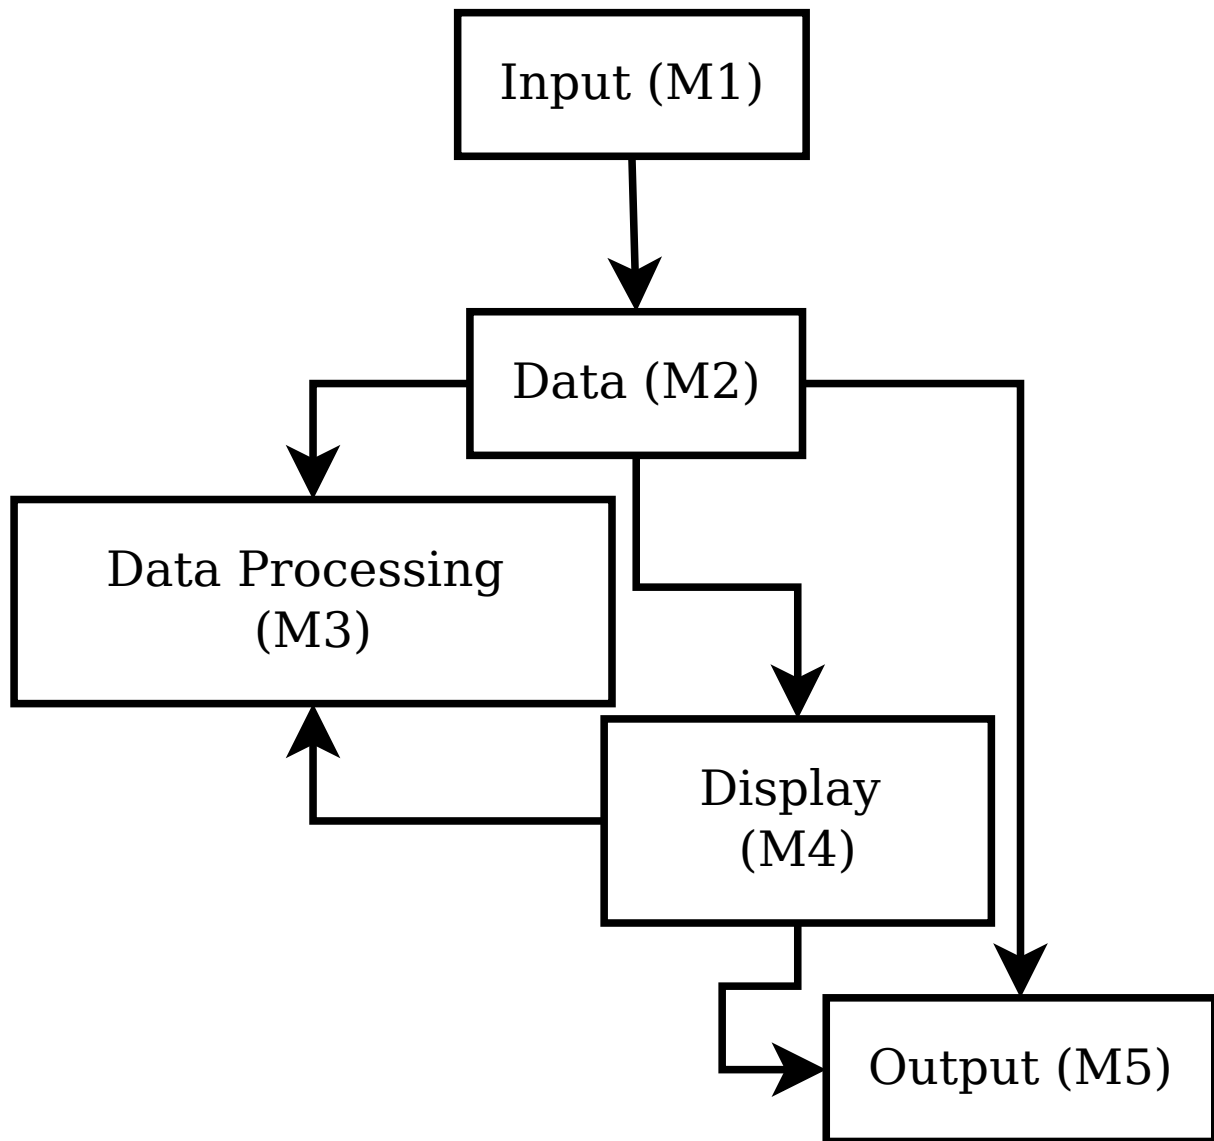 Input (M1)
Data (M2)
Data Processing
(M3)
Display
(M4)
Output (M5)